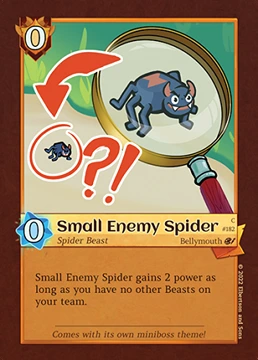 0
?!
0
Small Enemy Spider
C
#182
Spider Beast
Bellymouth
Small Enemy Spider gains 2 power as
long as you have no other Beasts on
your team.
Comes with its own miniboss theme!
© 2022 Elbertson and Sons